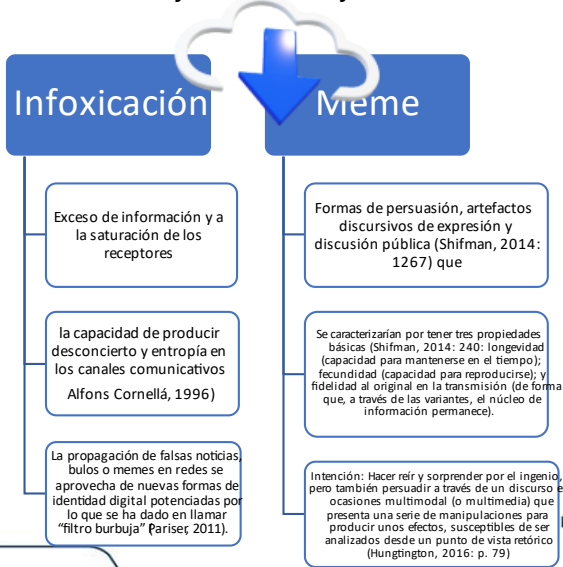 Infoxicación
Exceso de información y a
la saturación de los
receptores
la capacidad de producir
desconcierto y entropía en
los canales comunicativos
Alfons Cornellá, 1996)
La propagación de falsas noticias,
bulos o memes en redes se
aprovecha de nuevas formas de
identidad digital potenciadas por
lo que se ha dado en llamar
“filtro burbuja” (Pariser, 2011).
Meme
Formas de persuasión, artefactos
discursivos de expresión y
discusión pública (Shifman, 2014:
1267) que
Se caracterizarían por tener tres propiedades
básicas (Shifman, 2014: 240: longevidad
(capacidad para mantenerse en el tiempo);
fecundidad (capacidad para reproducirse); y
fidelidad al original en la transmisión (de forma
que, a través de las variantes, el núcleo de
información permanece).
Intención: Hacer reír y sorprender por el ingenio,
pero también persuadir a través de un discurso e
ocasiones multimodal (o multimedia) que
presenta una serie de manipulaciones para
producir unos efectos, susceptibles de ser
analizados desde un punto de vista retórico
(Hungtington, 2016: p. 79)